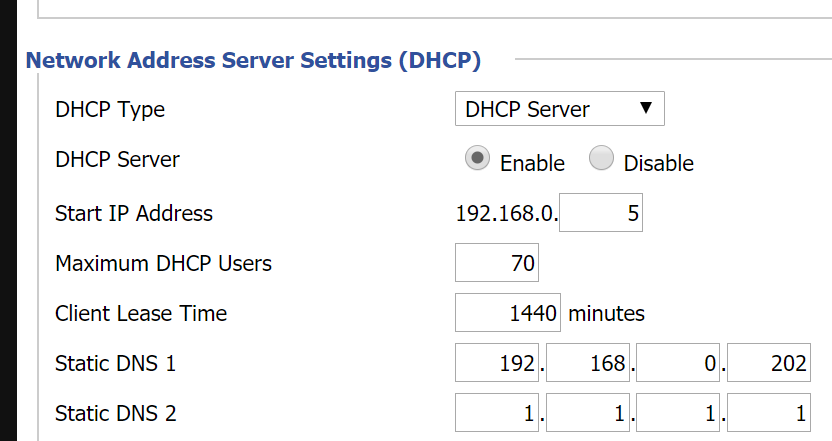 Network Address Server Settings (DHCP)
DHCP Type DHCP Server ▼
DHCP Server Enable Disable
Start IP Address 192.168.0. 5
Maximum DHCP Users 70
Client Lease Time 1440 minutes
Static DNS 1 192 . 168 . 0 . 202
Static DNS 2 1 . 1 . 1 . 1